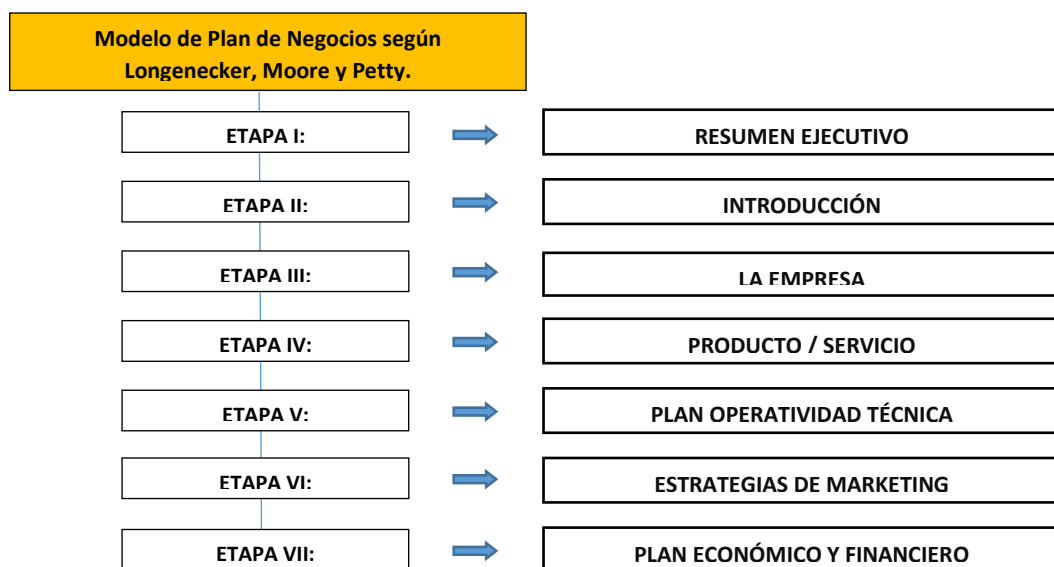 Modelo de Plan de Negocios según
Longenecker, Moore y Petty.
ETAPA I:
RESUMEN EJECUTIVO
ETAPA II:
INTRODUCCIÓN
ETAPA III:
LA EMPRESA
ETAPA IV:
PRODUCTO / SERVICIO
ETAPA V:
PLAN OPERATIVIDAD TÉCNICA
ETAPA VI:
ESTRATEGIAS DE MARKETING
ETAPA VII:
PLAN ECONÓMICO Y FINANCIERO